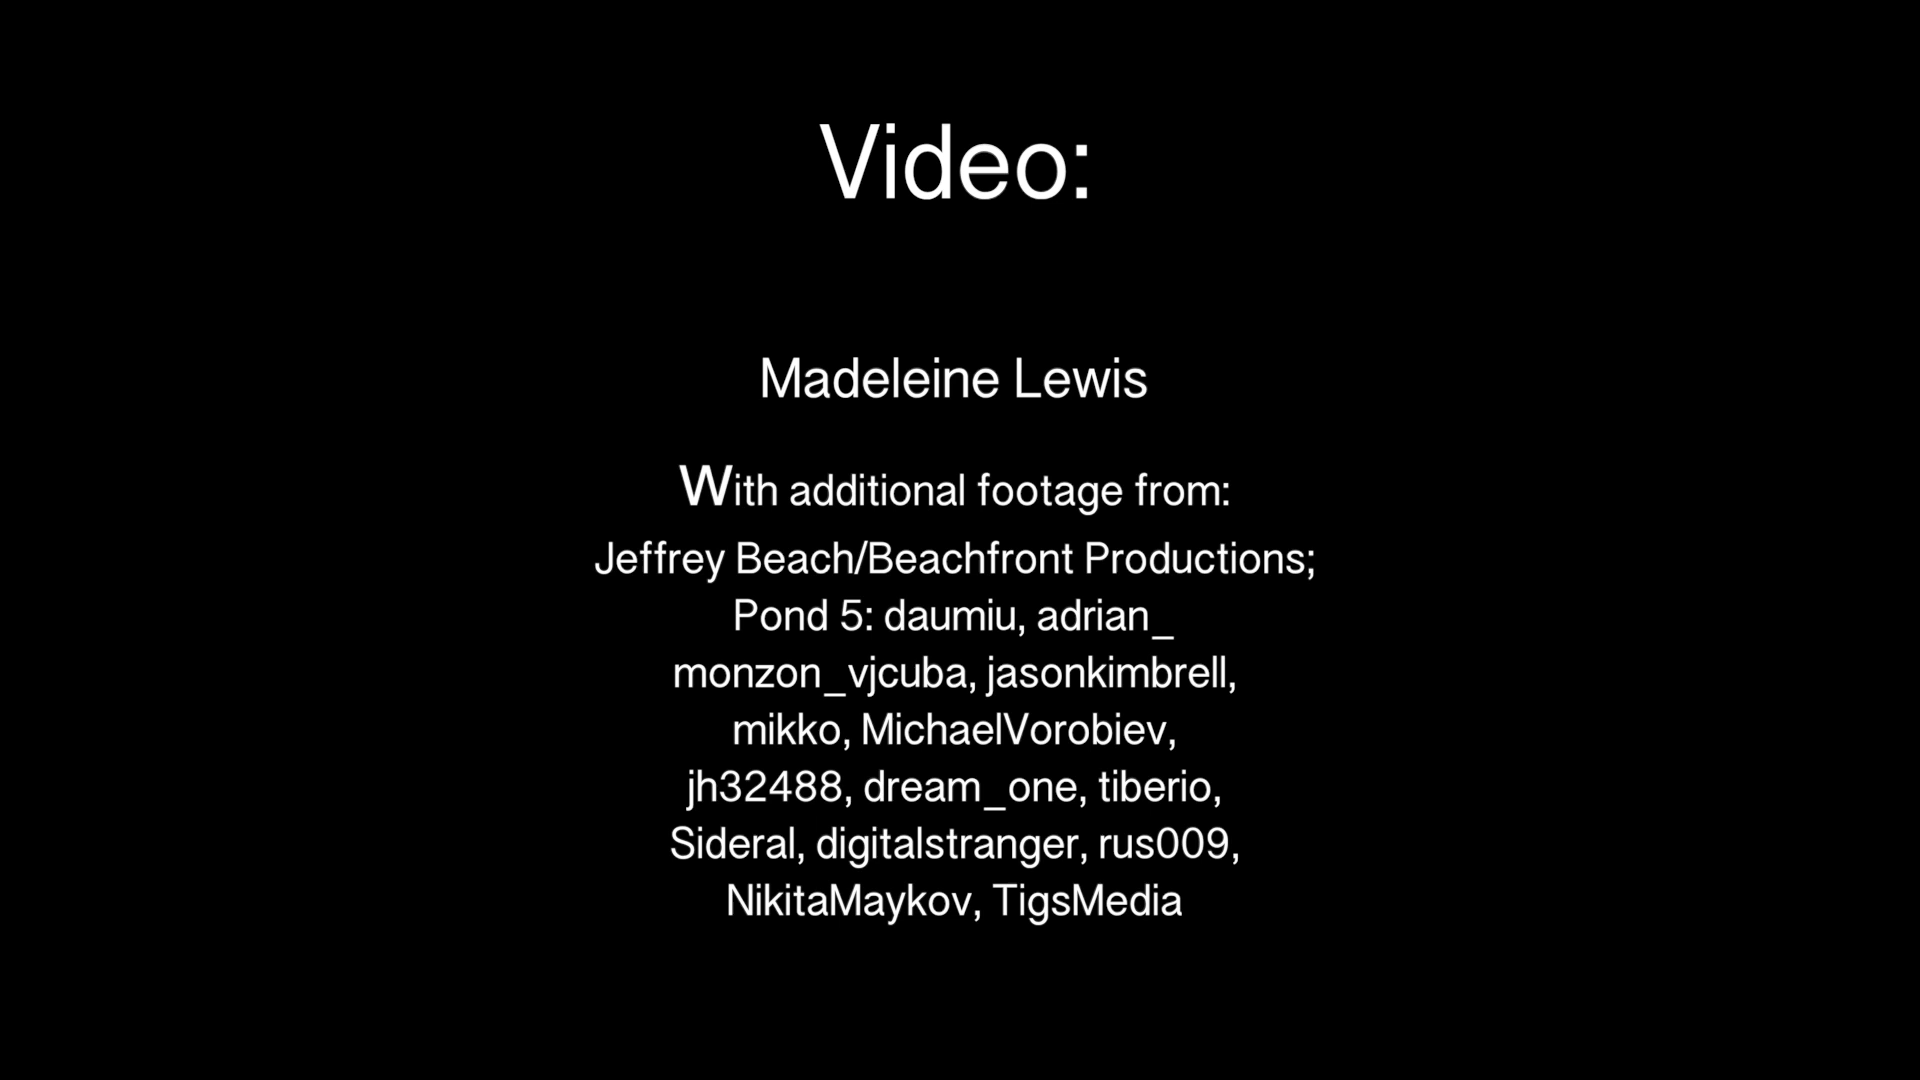 Video:
Madeleine Lewis
With additional footage from:
Jeffrey Beach/Beachfront Productions;
Pond 5: daumiu, adrian_
monzon_vjcuba, jasonkimbrell,
mikko, MichaelVorobiev,
jh32488, dream_one, tiberio,
Sideral, digitalstranger, rus009,
NikitaMaykov, TigsMedia